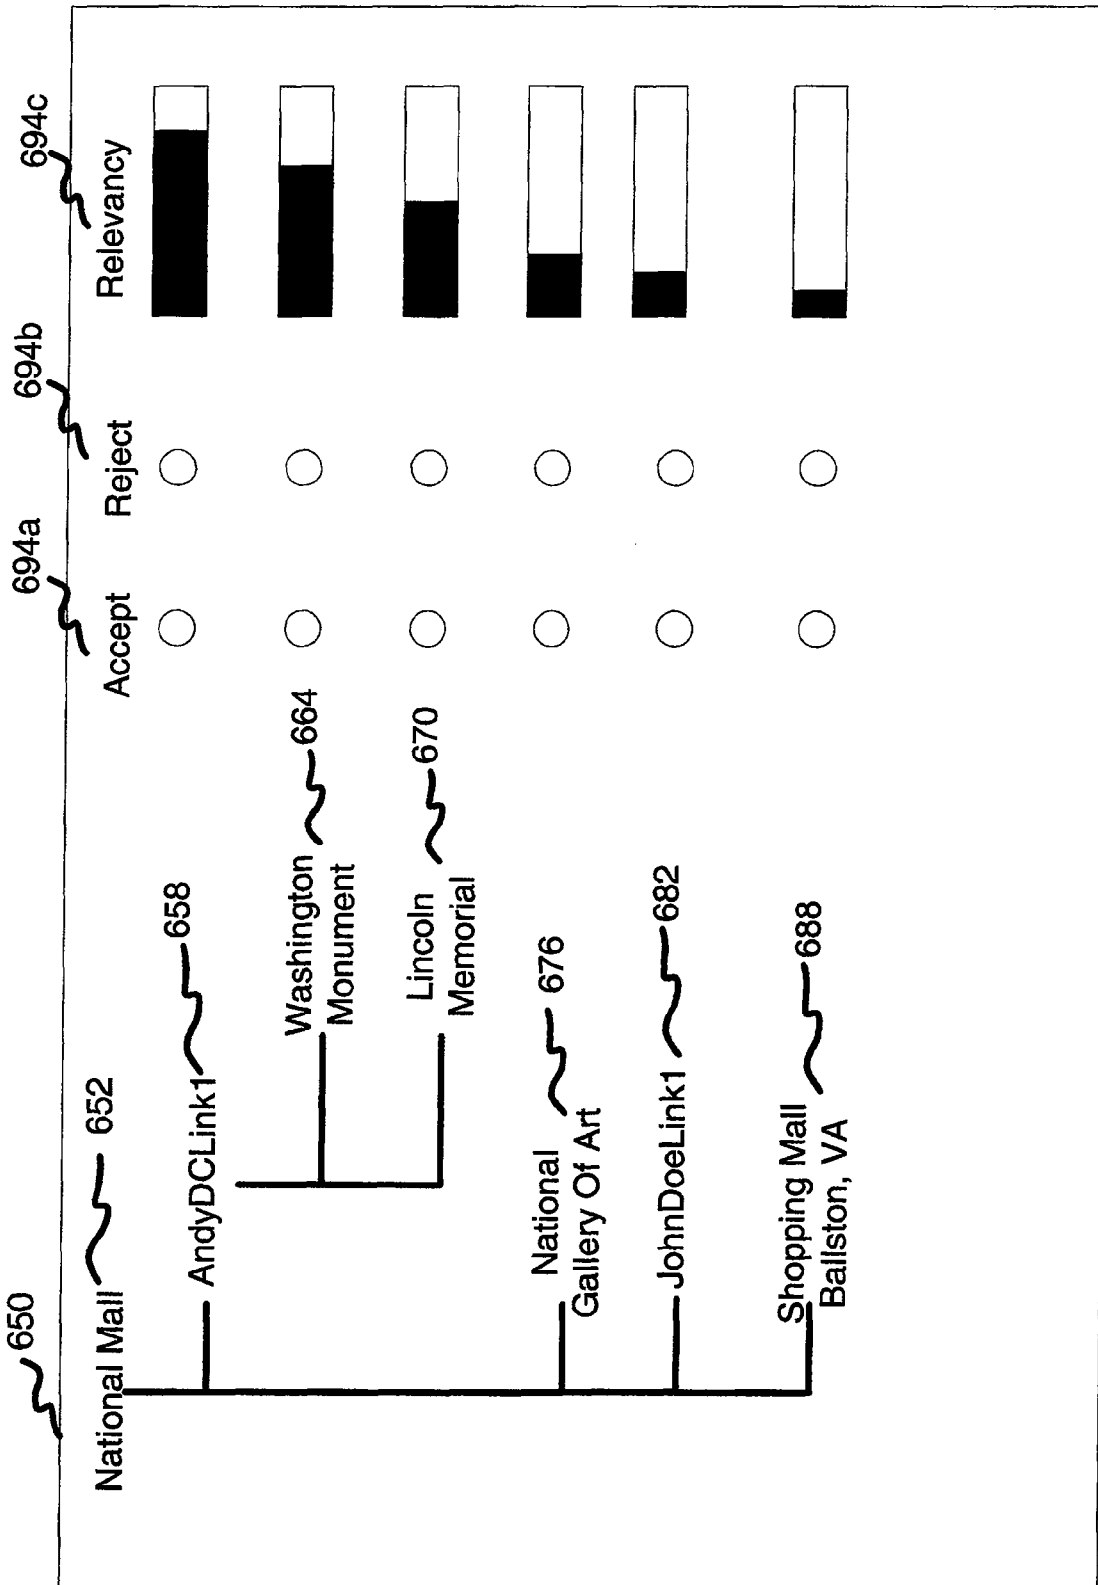 650
694a
694b
694c
National Mall
652
Accept
Reject
Relevancy
AndyDCLink1
658
Washington
Monument
664
Lincoln
Memorial
670
National
Gallery Of Art
676
JohnDoeLink1
682
Shopping Mall
Ballston, VA
688